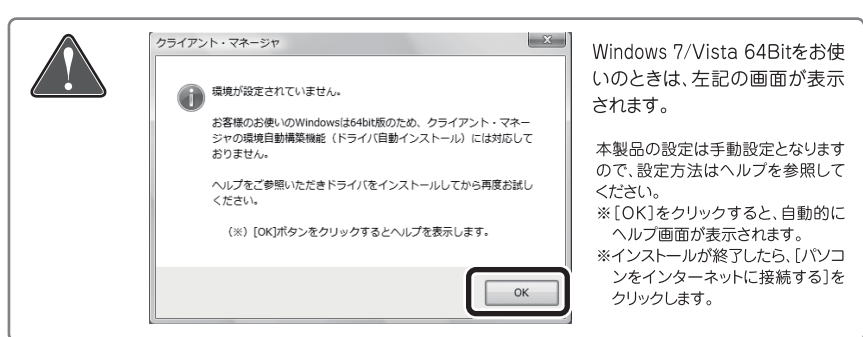 クライアント・マネージャ
環境が設定されていません。
お客様のお使いのWindowsは64bit版のため、クライアント・マネー
ジャの環境自動構築機能（ドライバ自動インストール）には対応して
おりません。
ヘルプをご参照いただきドライバをインストールしてから再度お試し
ください。
（※）[OK]ボタンをクリックするとヘルプを表示します。
OK
Windows 7/Vista 64Bitをお使
いのときは、左記の画面が表示
されます。
本製品の設定は手動設定となります
ので、設定方法はヘルプを参照して
ください。
※［OK］をクリックすると、自動的に
ヘルプ画面が表示されます。
※インストールが終了したら、［パソコ
ンをインターネットに接続する］を
クリックします。